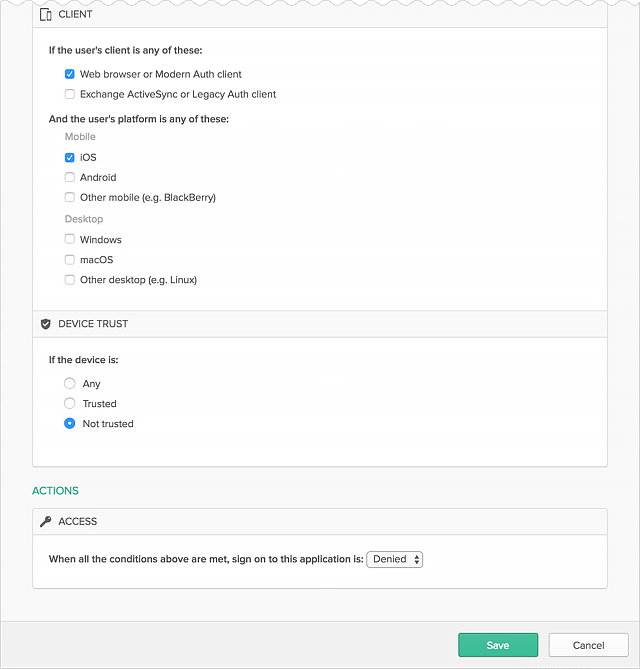 CLIENT
If the user's client is any of these:
Web browser or Modern Auth client
Exchange ActiveSync or Legacy Auth client
And the user's platform is any of these:
Mobile
iOS
Android
Other mobile (e.g. BlackBerry)
Desktop
Windows
macOS
Other desktop (e.g. Linux)
DEVICE TRUST
If the device is:
Any
Trusted
Not trusted
ACTIONS
ACCESS
When all the conditions above are met, sign on to this application is: Denied
Save Cancel